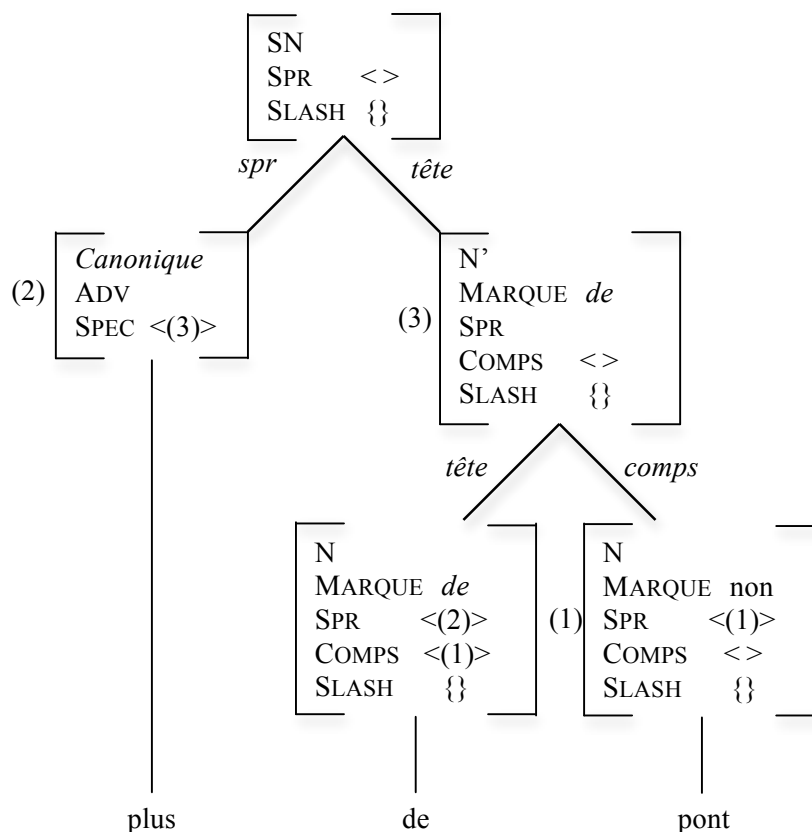 SN
SPR < >
SLASH {}
spr
tête
(2)
Canonique
ADV
SPEC <(3)>
(3)
N’
MARQUE de
SPR
COMPS < >
SLASH {}
tête
comps
N
MARQUE de
SPR <(2)>
COMPS <(1)>
SLASH {}
(1)
N
MARQUE non
SPR <(1)>
COMPS < >
SLASH {}
plus
de
pont